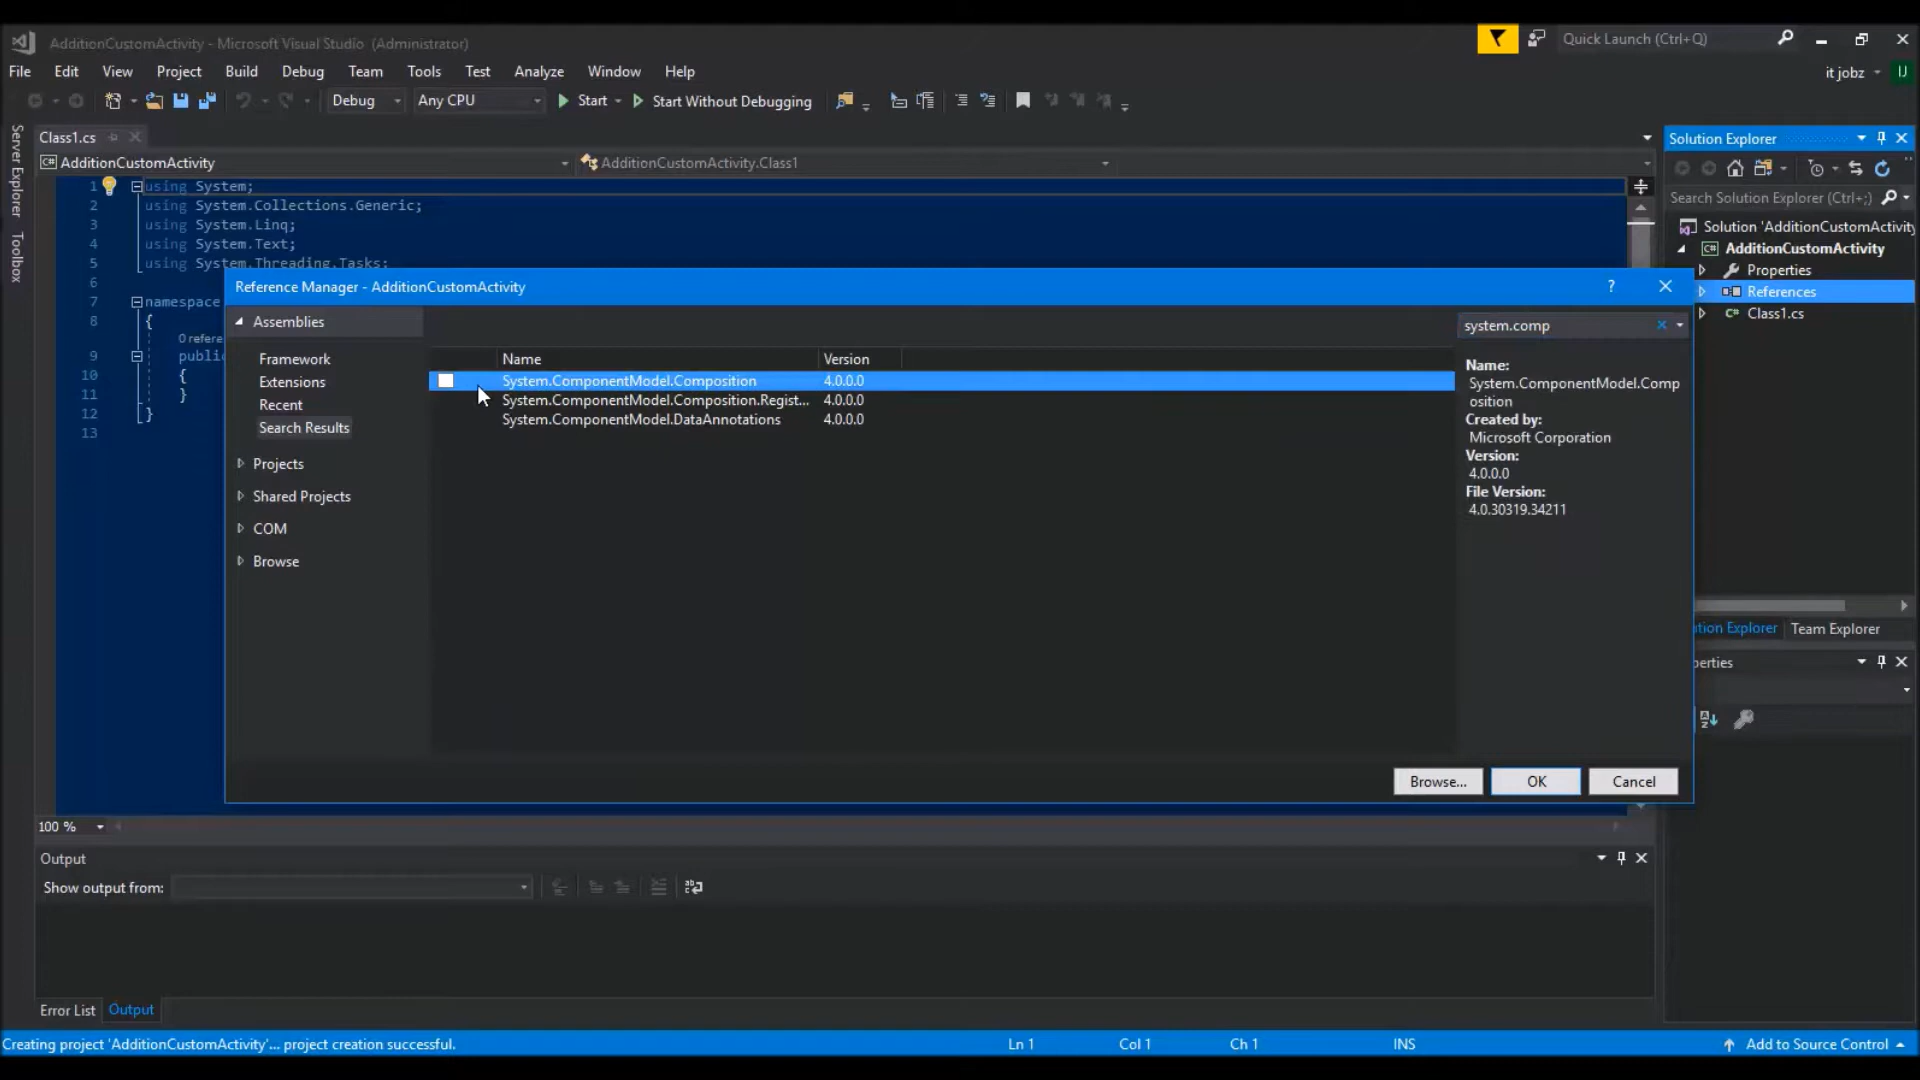 AdditionCustomActivity - Microsoft Visual Studio (Administrator)
Quick Launch (Ctrl+Q)
File Edit View Project Build Debug Team Tools Test Analyze Window Help
it jobz
IJ
Debug
Any CPU
Start
Start Without Debugging
Server Explorer
Toolbox
Class1.cs
C# AdditionCustomActivity
AdditionCustomActivity.Class1
1 using System;
2 using System.Collections.Generic;
3 using System.Linq;
4 using System.Text;
5 using System.Threading.Tasks;
6
7 namespace
8 {
0 refere
9 public
10 {
11 }
12 }
13
Reference Manager - AdditionCustomActivity
?
Assemblies
Framework
Extensions
Recent
Search Results
Projects
Shared Projects
COM
Browse
Name Version
System.ComponentModel.Composition 4.0.0.0
System.ComponentModel.Composition.Regist... 4.0.0.0
System.ComponentModel.DataAnnotations 4.0.0.0
system.comp
Name:
System.ComponentModel.Comp
osition
Created by:
Microsoft Corporation
Version:
4.0.0.0
File Version:
4.0.30319.34211
Browse... OK Cancel
Solution Explorer
Search Solution Explorer (Ctrl+;)
Solution 'AdditionCustomActivity
C# AdditionCustomActivity
Properties
References
C# Class1.cs
ution Explorer Team Explorer
perties
100 %
Output
Show output from:
Error List Output
Creating project 'AdditionCustomActivity'... project creation successful.
Ln 1 Col 1 Ch 1 INS
Add to Source Control